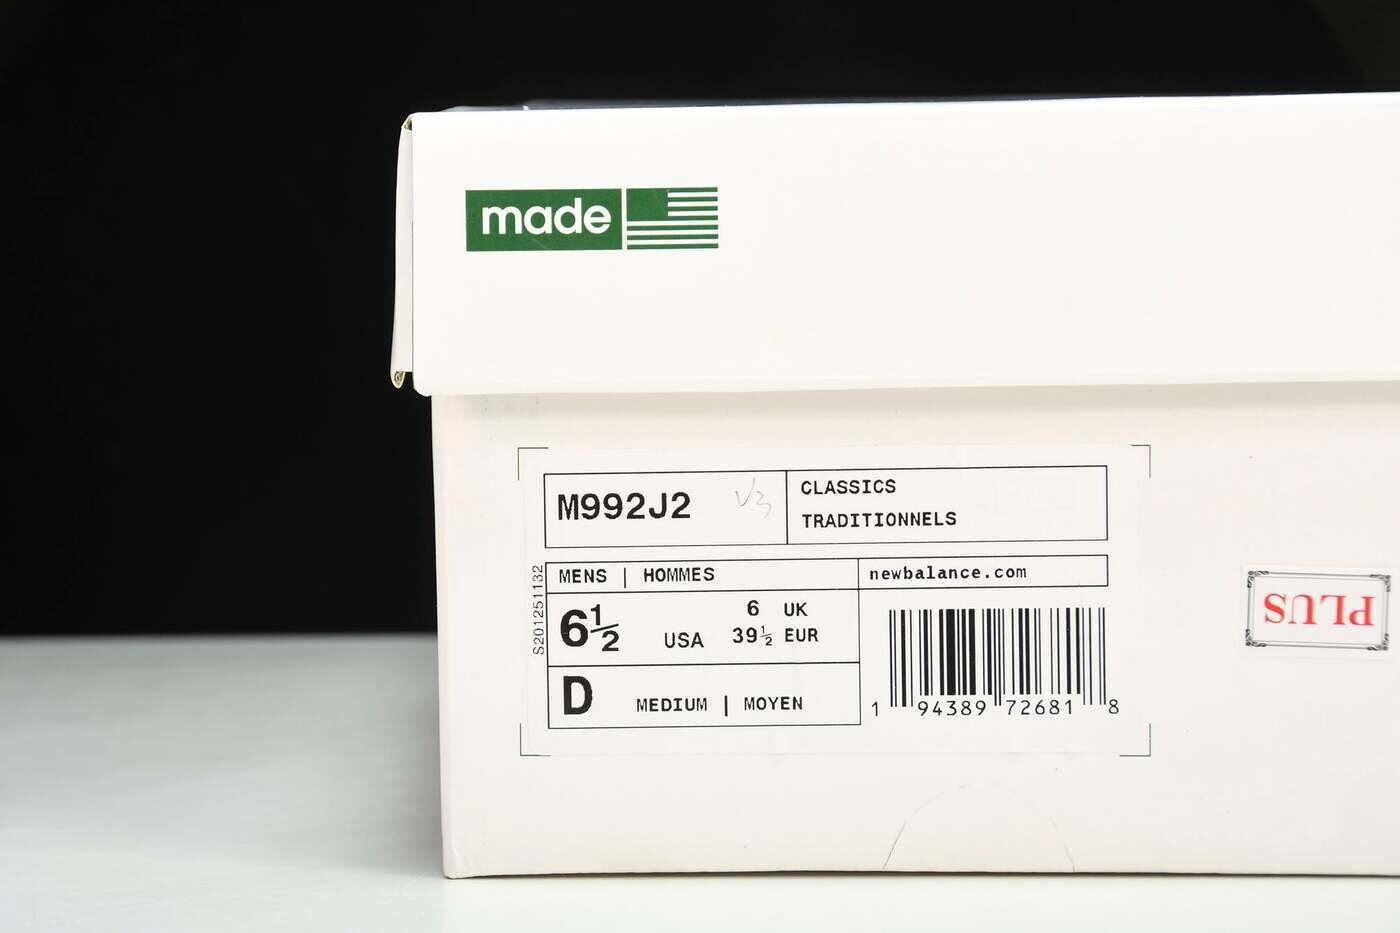 made
M992J2
V3
CLASSICS
TRADITIONNELS
MENS | HOMMES
newbalance.com
S201251132
6½ USA
6 UK
39½ EUR
D MEDIUM | MOYEN
1 94389 72681 8
PLUS